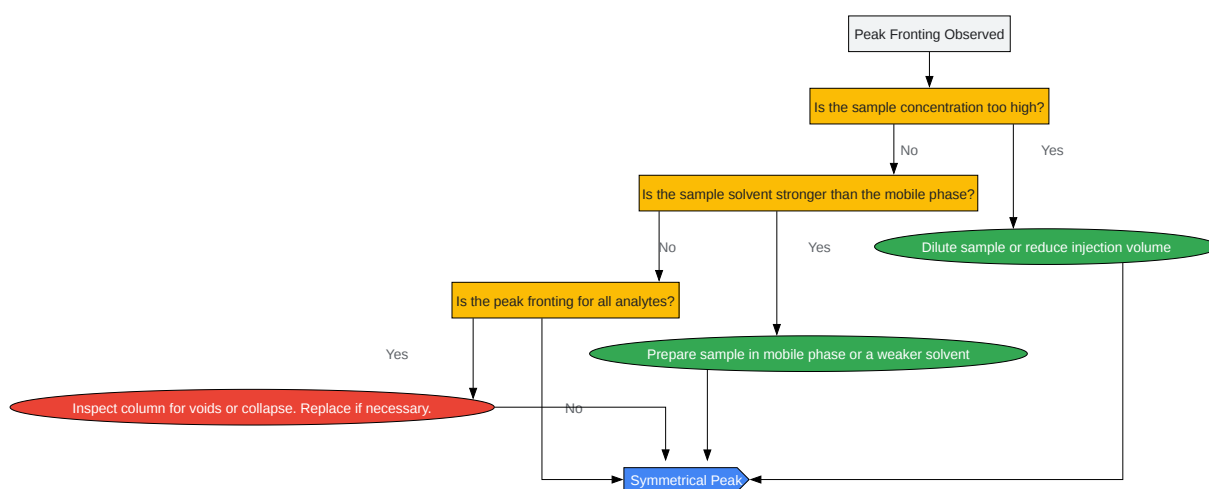 Peak Fronting Observed
Is the sample concentration too high?
No
Yes
Is the sample solvent stronger than the mobile phase?
No
Yes
Dilute sample or reduce injection volume
Is the peak fronting for all analytes?
Yes
Prepare sample in mobile phase or a weaker solvent
Inspect column for voids or collapse. Replace if necessary.
No
Symmetrical Peak